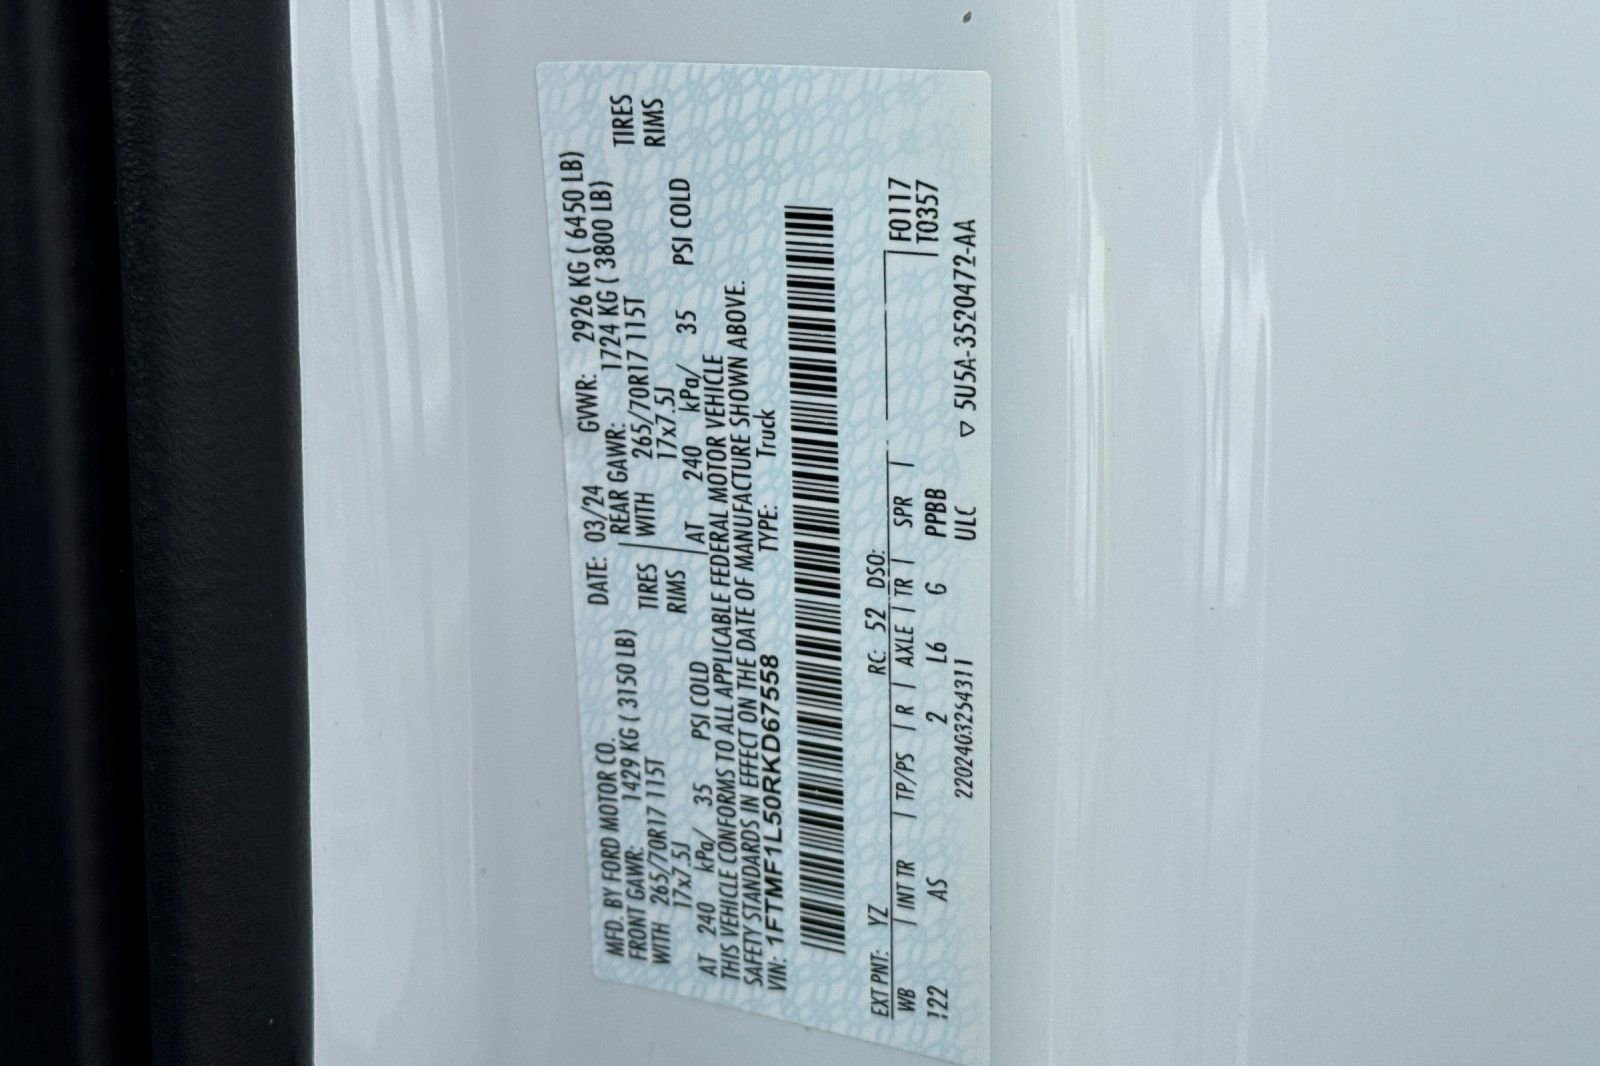 MFD. BY FORD MOTOR CO.
DATE: 03/24 GVWR: 2926 KG ( 6450 LB)
FRONT GAWR: 1429 KG ( 3150 LB) REAR GAWR: 1724 KG ( 3800 LB)
WITH 265/70R17 115T TIRES WITH 265/70R17 115T TIRES
17x7.5J RIMS 17x7.5J RIMS
AT 240 kPa/ 35 PSI COLD AT 240 kPa/ 35 PSI COLD
THIS VEHICLE CONFORMS TO ALL APPLICABLE FEDERAL MOTOR VEHICLE
SAFETY STANDARDS IN EFFECT ON THE DATE OF MANUFACTURE SHOWN ABOVE.
VIN: 1FTMF1L50RKD67558 TYPE: Truck
EXT PNT: YZ RC: 52 DSO: F0117
WB | INT TR | TP/PS | R | AXLE | TR | SPR | T0357
122 AS 2 L6 G PPBB
220240325431 1 ULC ▽ 5U5A-3520472-AA